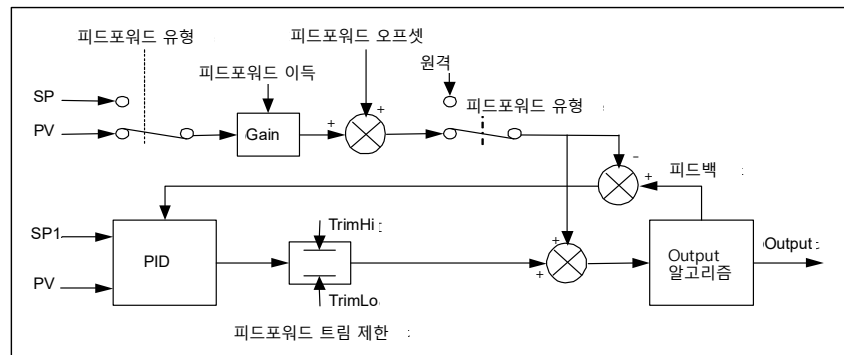 피드포워드 유형
피드포워드 오프셋
피드포워드 이득
원격
SP
피드포워드 유형 :
PV
Gain
+
+
-
피드백 :
+
SP1
TrimHi :
+
Output :
PID
Output
알고리즘
+
PV
TrimLo
피드포워드 트림 제한 :